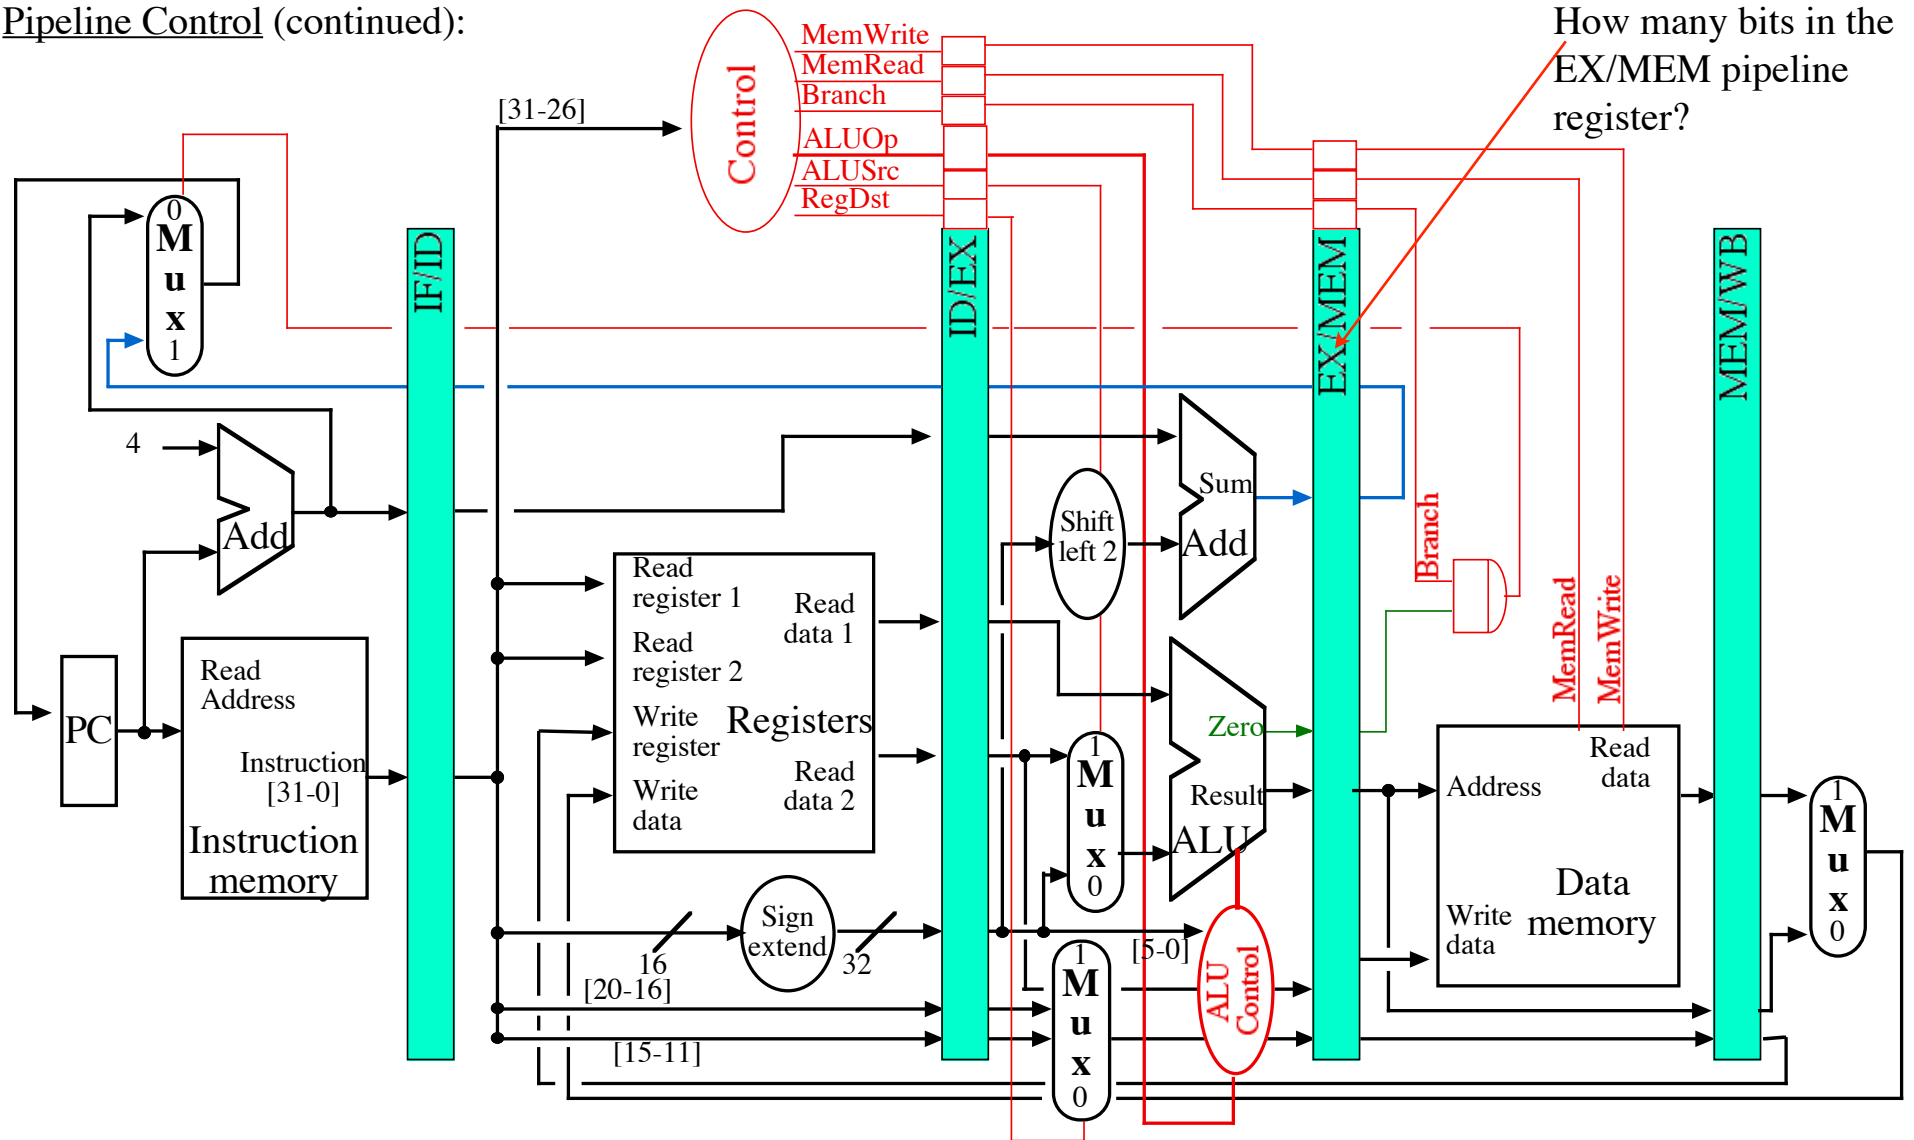 Pipeline Control (continued):
How many bits in the
EX/MEM pipeline
register?
MemWrite
MemRead
Branch
ALUOp
ALUSrc
RegDst
Control
[31-26]
0
M
u
x
1
IF/ID
ID/EX
EX/MEM
MEM/WB
4
Add
Sum
Add
Shift
left 2
Branch
MemRead
MemWrite
PC
Read
Address
Instruction
[31-0]
Instruction
memory
Read
register 1
Read
register 2
Write
register
Write
data
Registers
Read
data 1
Read
data 2
Zero
Result
ALU
1
M
u
x
0
Address
Read
data
Write
data
Data
memory
1
M
u
x
0
Sign
extend
16
32
[20-16]
[15-11]
[5-0]
1
M
u
x
0
ALU
Control